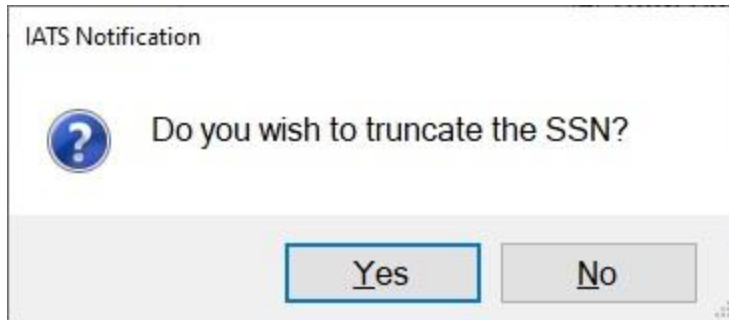 IATS Notification
Do you wish to truncate the SSN?
Yes
No